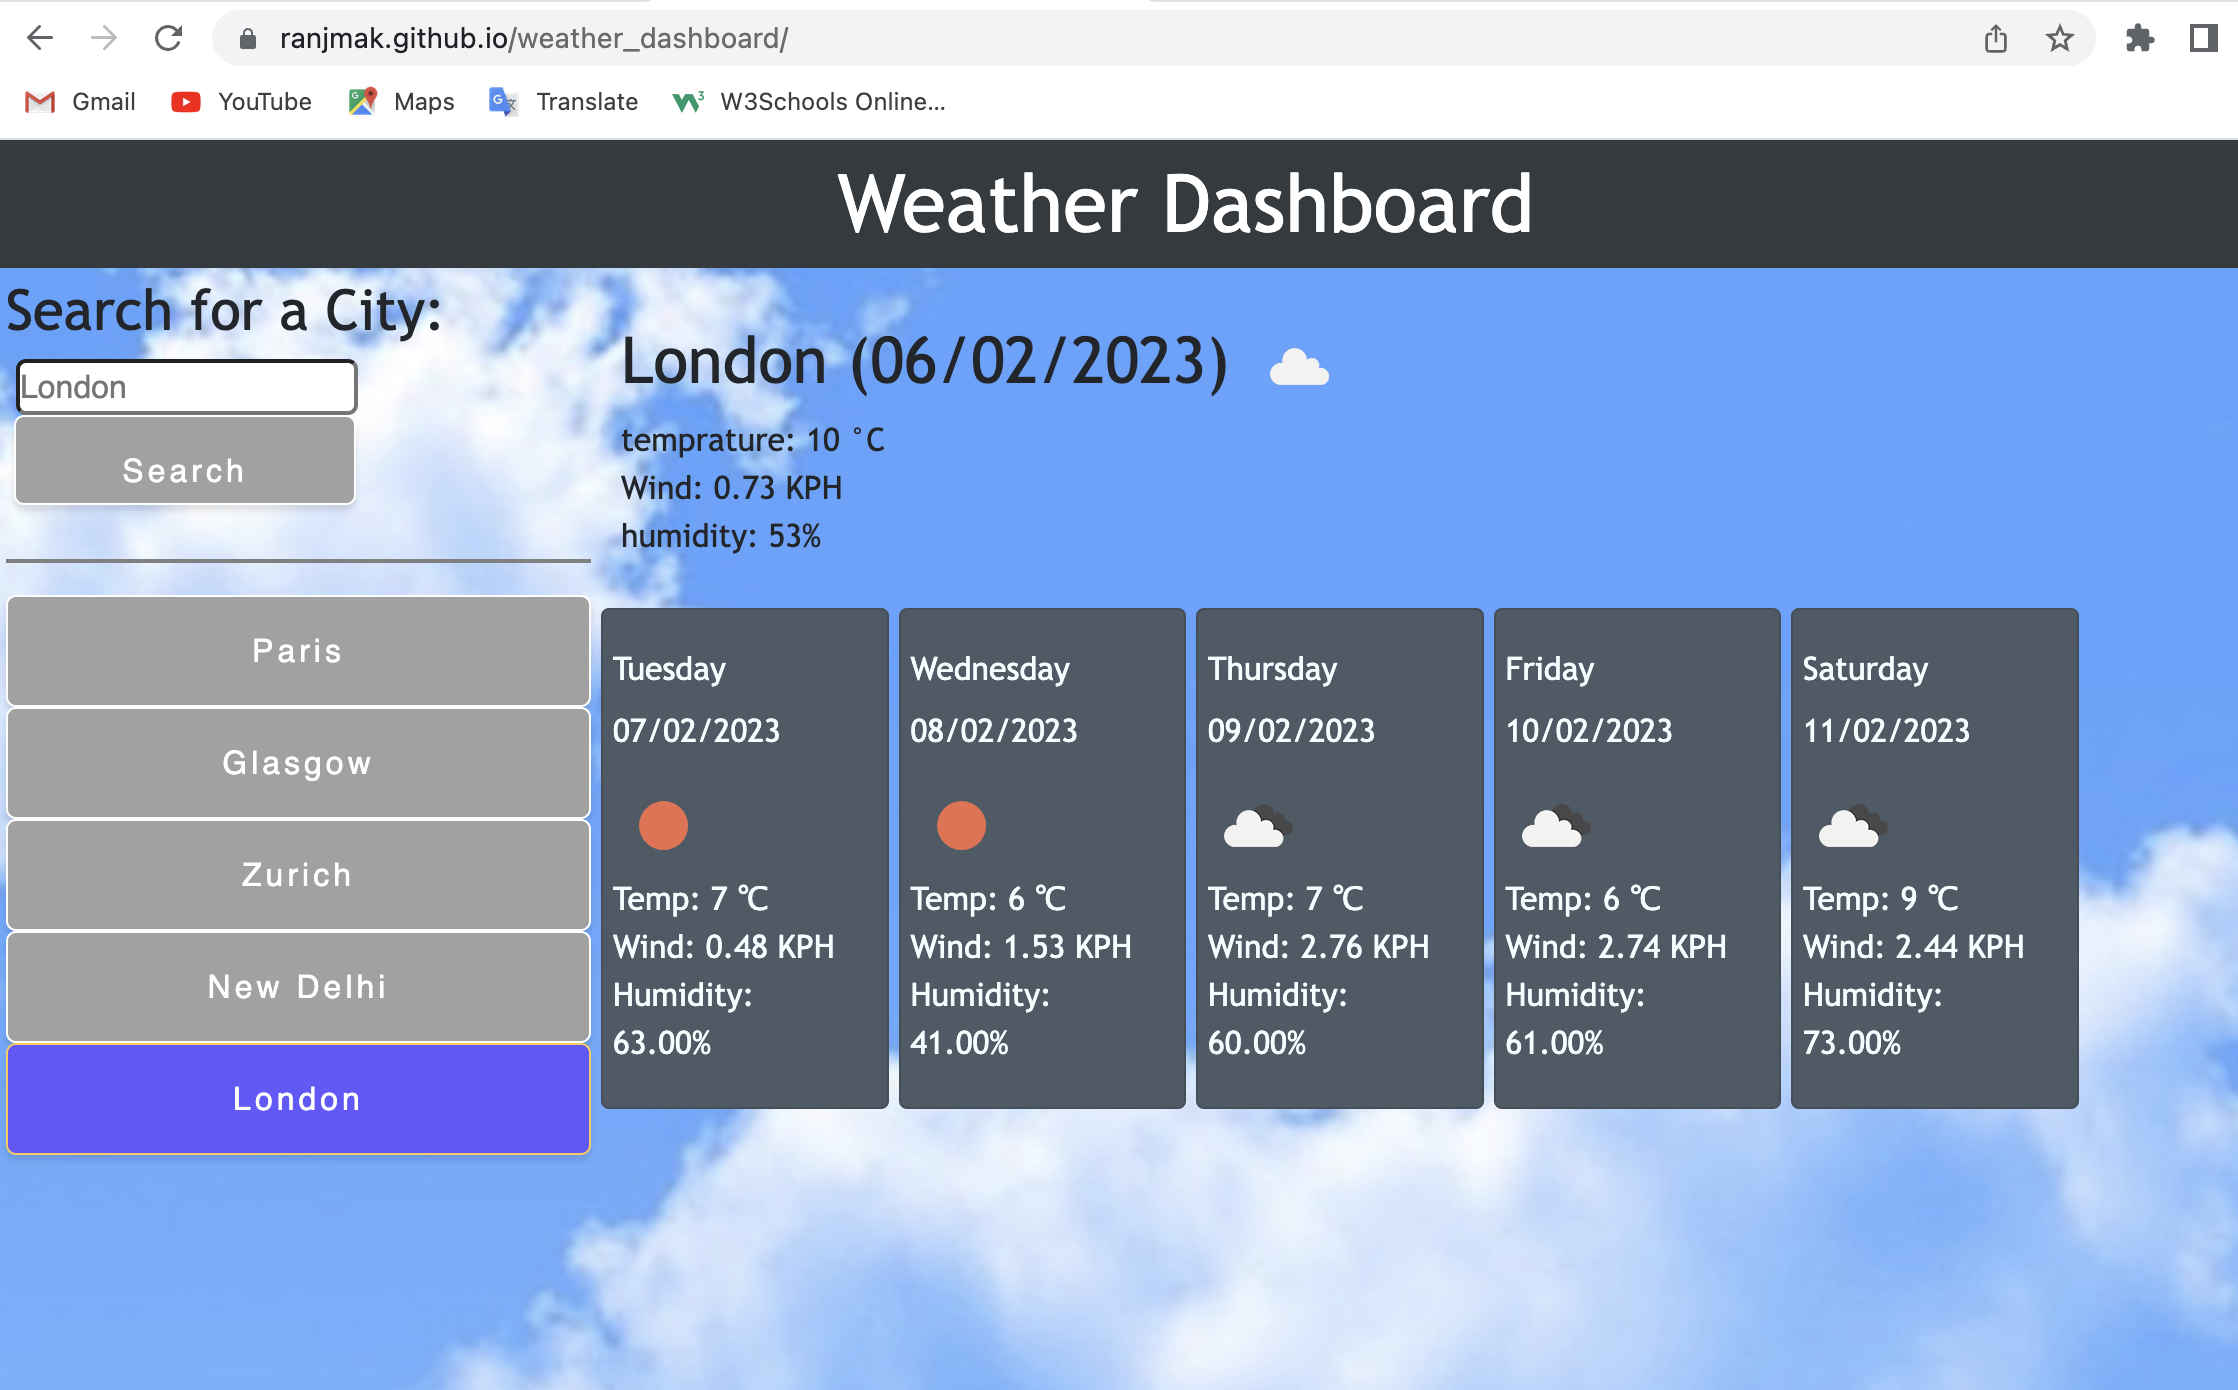 ranjmak.github.io/weather_dashboard/
Gmail YouTube Maps Translate W3Schools Online...
Weather Dashboard
Search for a City:
London
Search
Paris
Glasgow
Zurich
New Delhi
London
London (06/02/2023)
temprature: 10 °C
Wind: 0.73 KPH
humidity: 53%
Tuesday
07/02/2023
Temp: 7 ℃
Wind: 0.48 KPH
Humidity:
63.00%
Wednesday
08/02/2023
Temp: 6 ℃
Wind: 1.53 KPH
Humidity:
41.00%
Thursday
09/02/2023
Temp: 7 ℃
Wind: 2.76 KPH
Humidity:
60.00%
Friday
10/02/2023
Temp: 6 ℃
Wind: 2.74 KPH
Humidity:
61.00%
Saturday
11/02/2023
Temp: 9 ℃
Wind: 2.44 KPH
Humidity:
73.00%